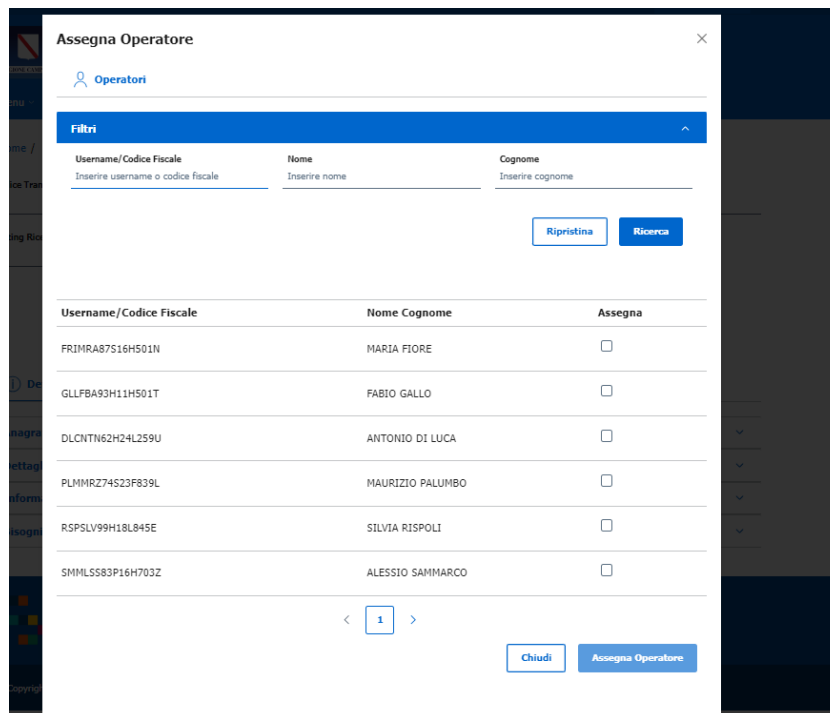 Assegna Operatore
Operatori
Filtri
Username/Codice Fiscale Nome Cognome
Inserire username o codice fiscale Inserire nome Inserire cognome
Ripristina Ricerca
Username/Codice Fiscale Nome Cognome Assegna
FRIMRA87S16H501N MARIA FIORE
GLLFBA93H11H501T FABIO GALLO
DLCNTN62H24L259U ANTONIO DI LUCA
PLMMRZ74S23F839L MAURIZIO PALUMBO
RSPSLV99H18L845E SILVIA RISPOLI
SMMLSS83P16H703Z ALESSIO SAMMARCO
1
Chiudi Assegna Operatore